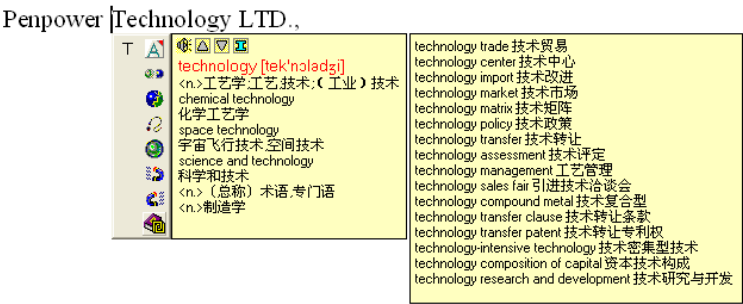 Penpower Technology LTD.,
T
technology [tek'nɔladʒi]
<n.>工艺学;工艺,技术;(工业)技术
chemical technology
化学工艺学
space technology
宇宙飞行技术,空间技术
science and technology
科学和技术
<n.>〔总称〕术语,专门语
<n.>制造学
technology trade 技术贸易
technology center 技术中心
technology import 技术改进
technology market 技术市场
technology matrix 技术矩阵
technology policy 技术政策
technology transfer 技术转让
technology assessment 技术评定
technology management 工艺管理
technology sales fair 引进技术洽谈会
technology compound metal 技术复合型
technology transfer clause 技术转让条款
technology transfer patent 技术转让专利权
technology-intensive technology 技术密集型技术
technology composition of capital 资本技术构成
technology research and development 技术研究与开发